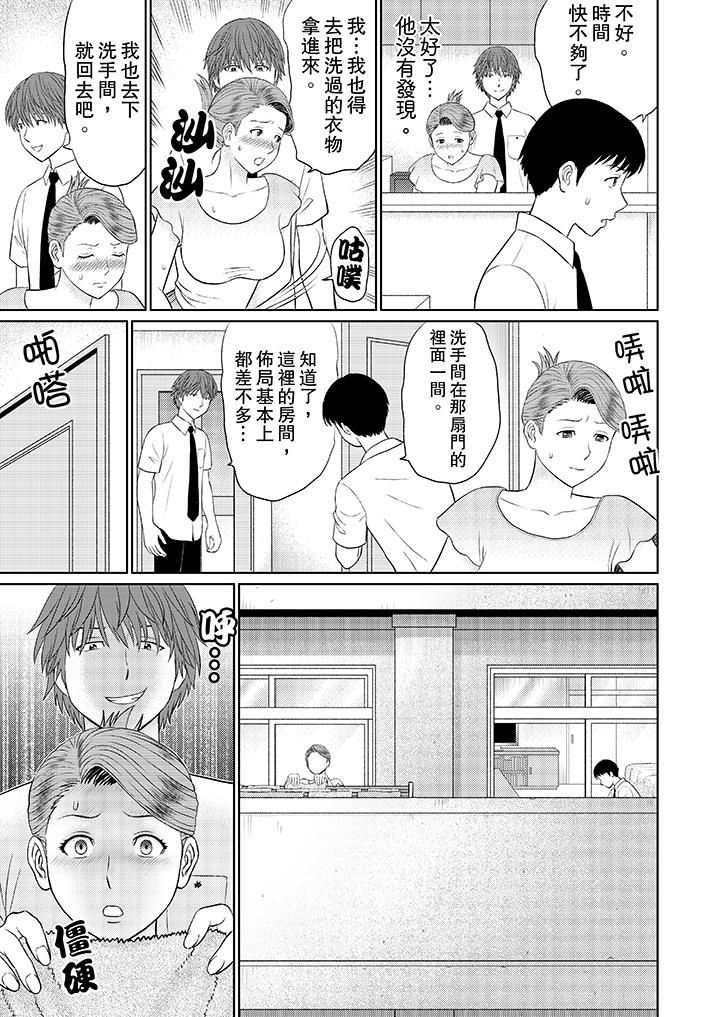 不好。
時間
快不夠了。
太好了…
他沒有發現。
我…我也得
去把洗過的衣物
拿進來。
汕
汕
咕噗
我也去下
洗手間，
就回去吧。
弄啦
弄啦
洗手間在那扇門的
裡面一間。
知道了，
這裡的房間，
佈局基本上
都差不多…
啪
嗒
呼…
僵
硬